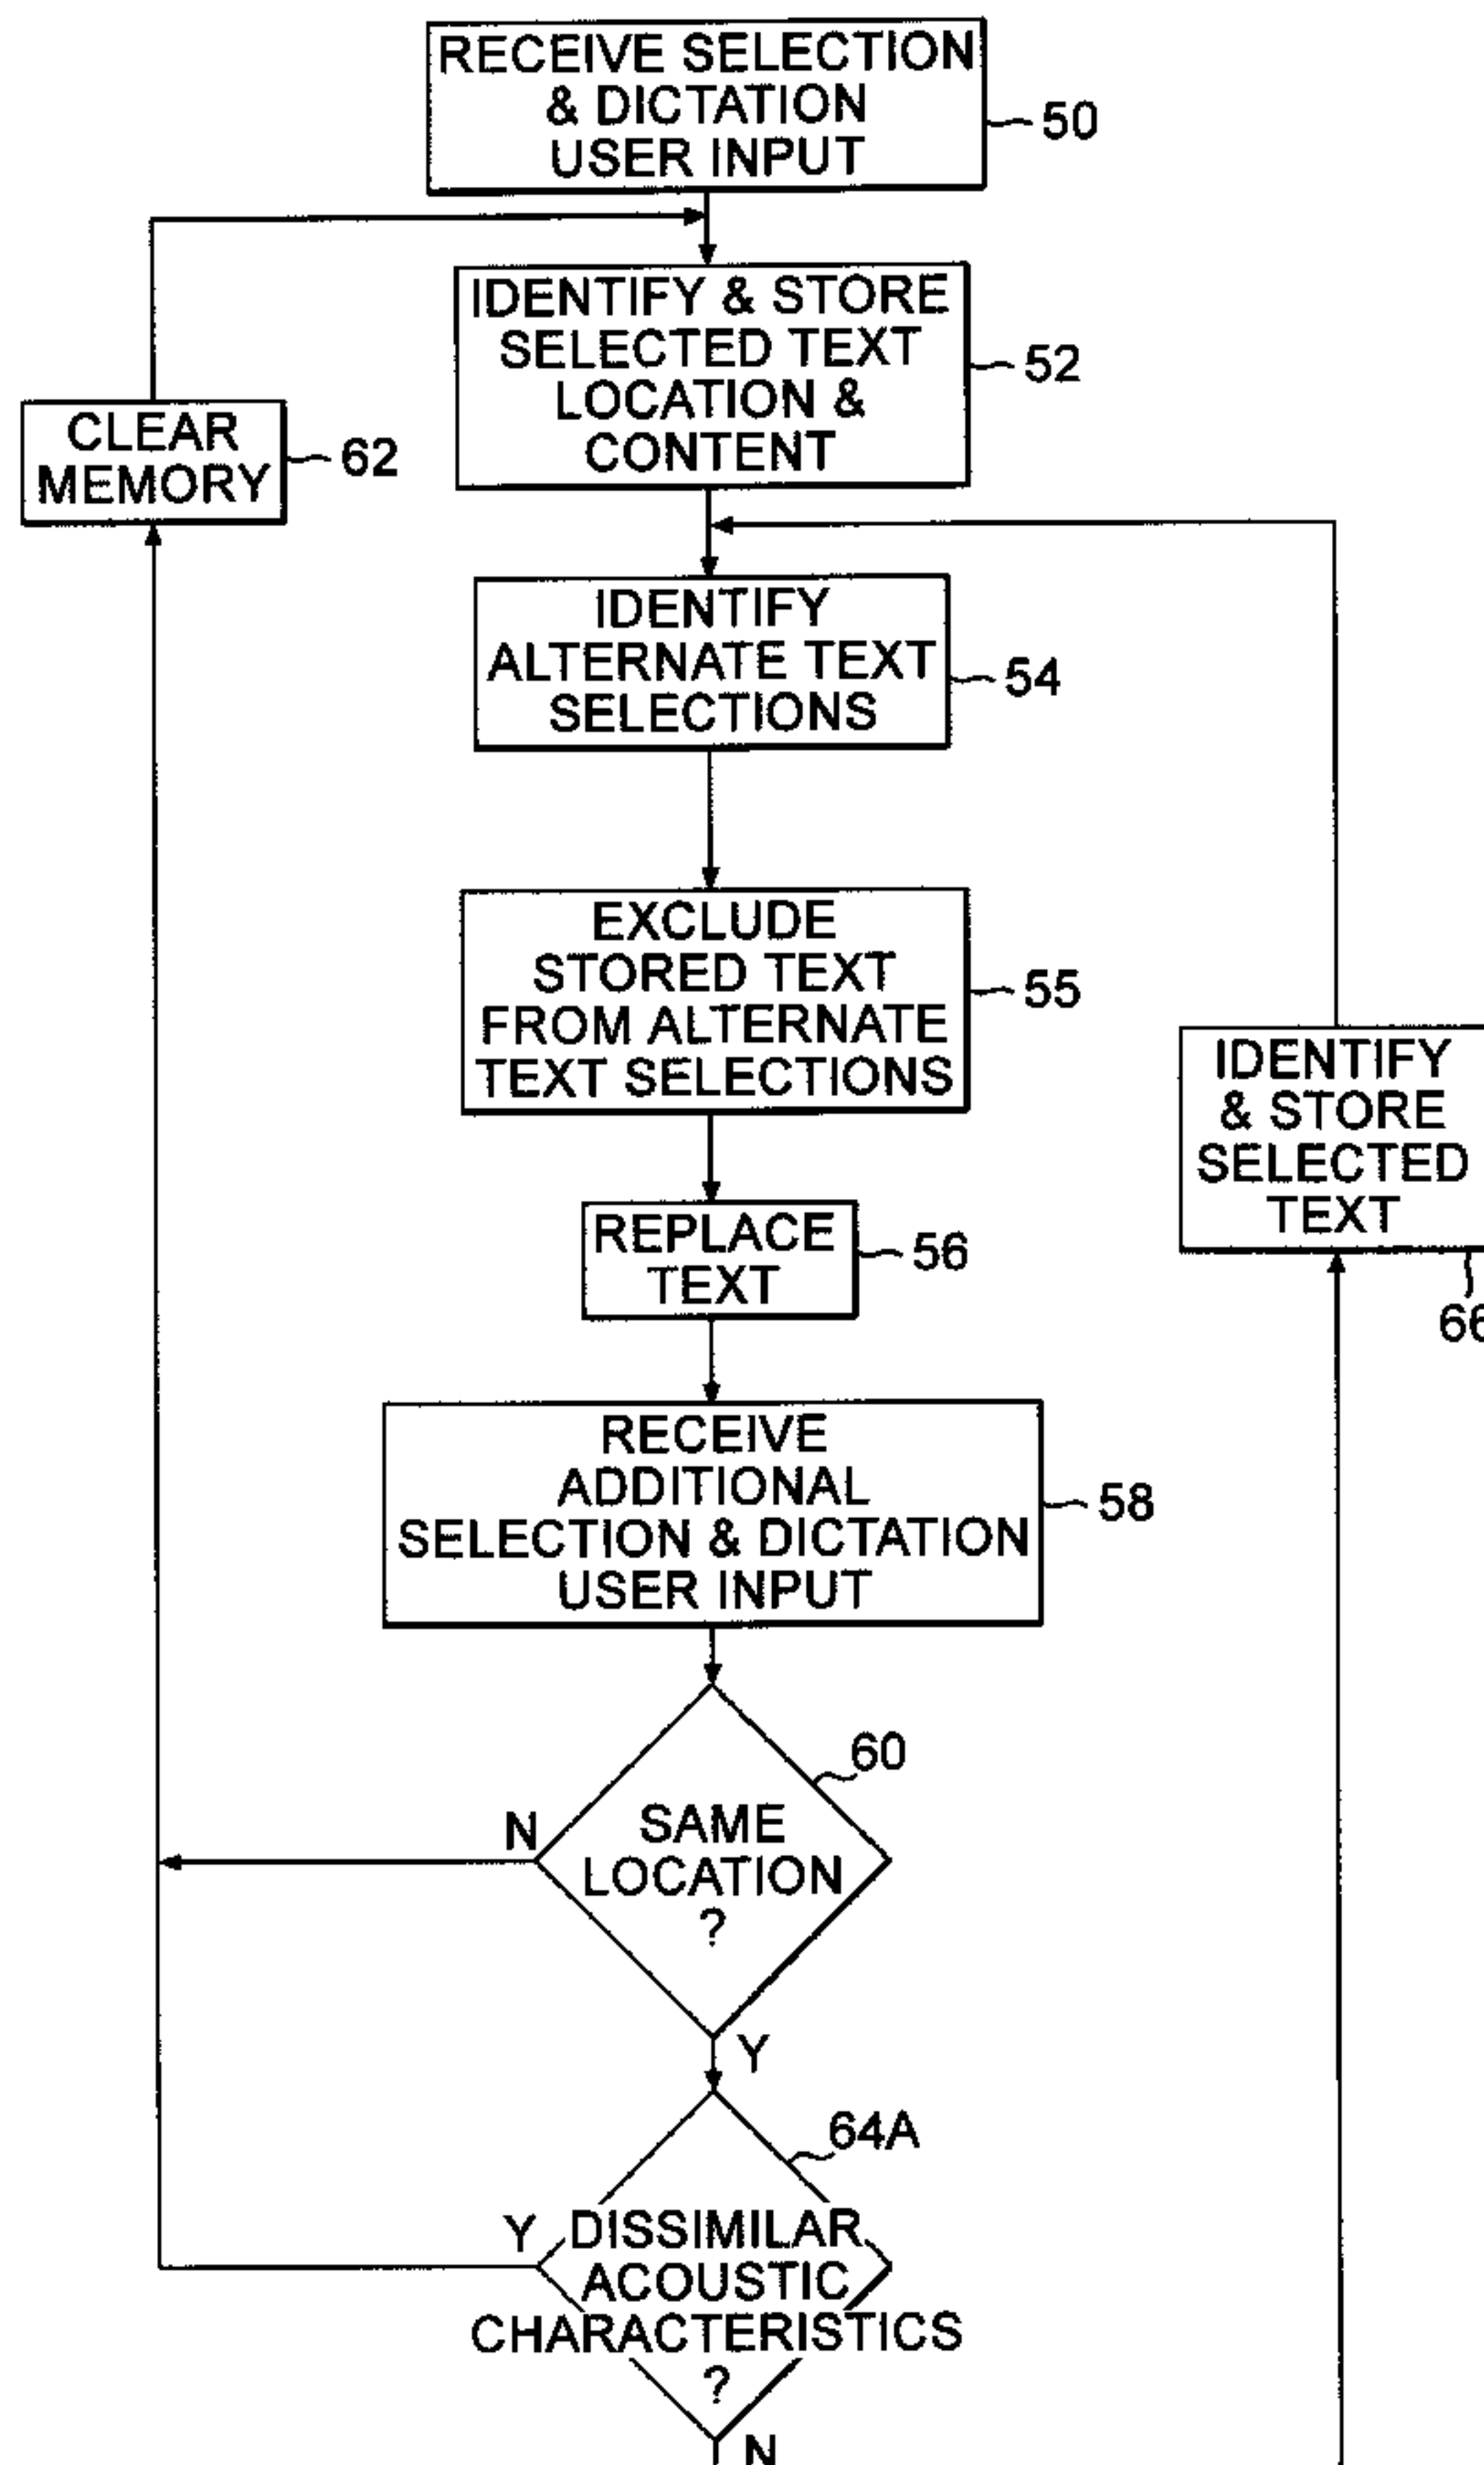 RECEIVE SELECTION
& DICTATION
USER INPUT
50
IDENTIFY & STORE
SELECTED TEXT
LOCATION &
CONTENT
52
CLEAR
MEMORY
62
IDENTIFY
ALTERNATE TEXT
SELECTIONS
54
EXCLUDE
STORED TEXT
FROM ALTERNATE
TEXT SELECTIONS
55
IDENTIFY
& STORE
SELECTED
TEXT
66
REPLACE
TEXT
56
RECEIVE
ADDITIONAL
SELECTION & DICTATION
USER INPUT
58
60
SAME
LOCATION
?
N
Y
64A
DISSIMILAR
ACOUSTIC
CHARACTERISTICS
?
Y
N